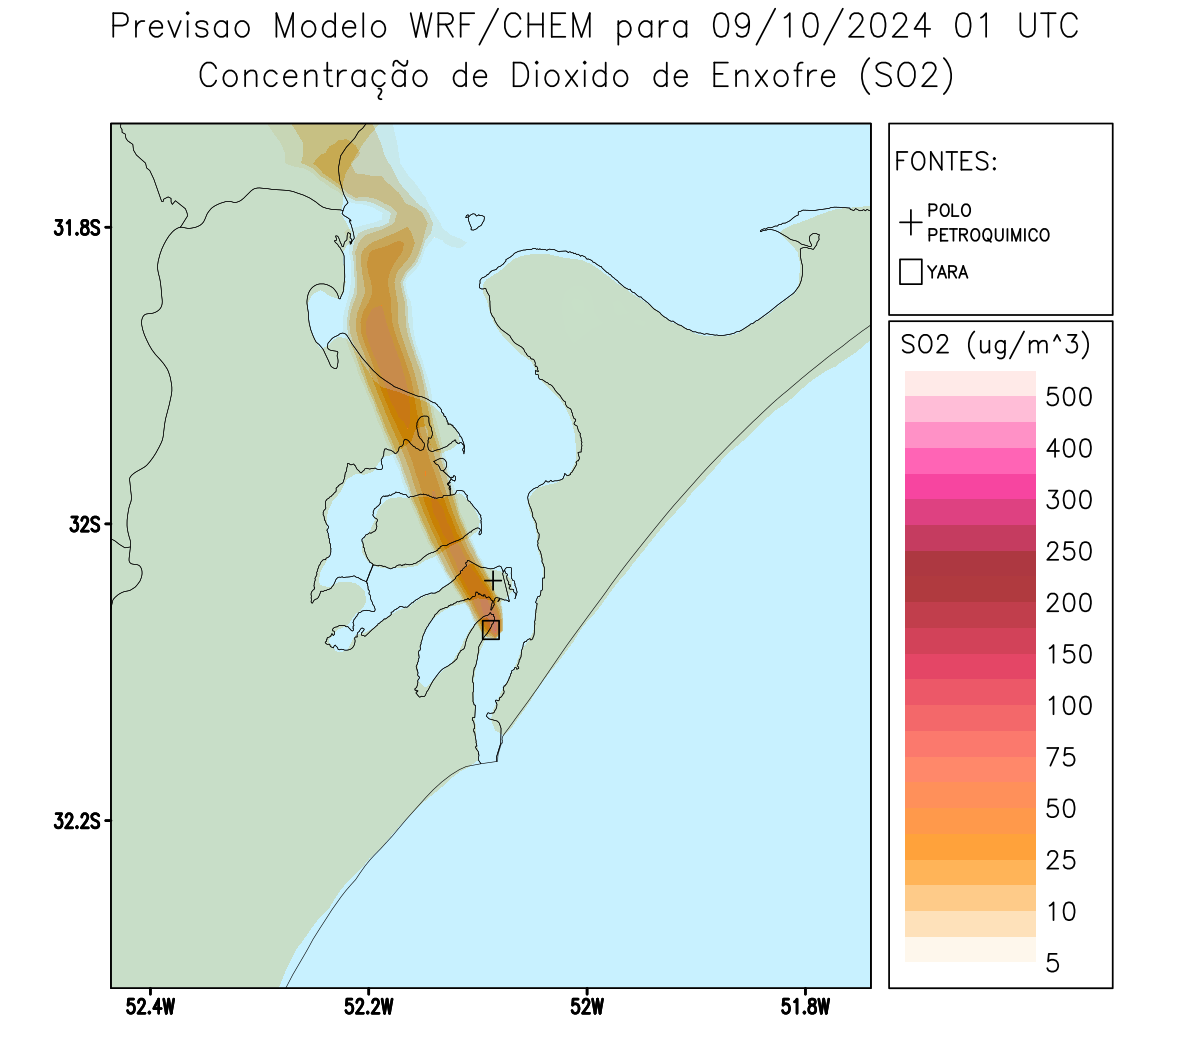 Previsao Modelo WRF/CHEM para 09/10/2024 01 UTC
Concentração de Dioxido de Enxofre (SO2)
FONTES:
POLO
PETROQUIMICO
YARA
31.8S
32S
32.2S
52.4W
52.2W
52W
51.8W
SO2 (ug/m^3)
500
400
300
250
200
150
100
75
50
25
10
5